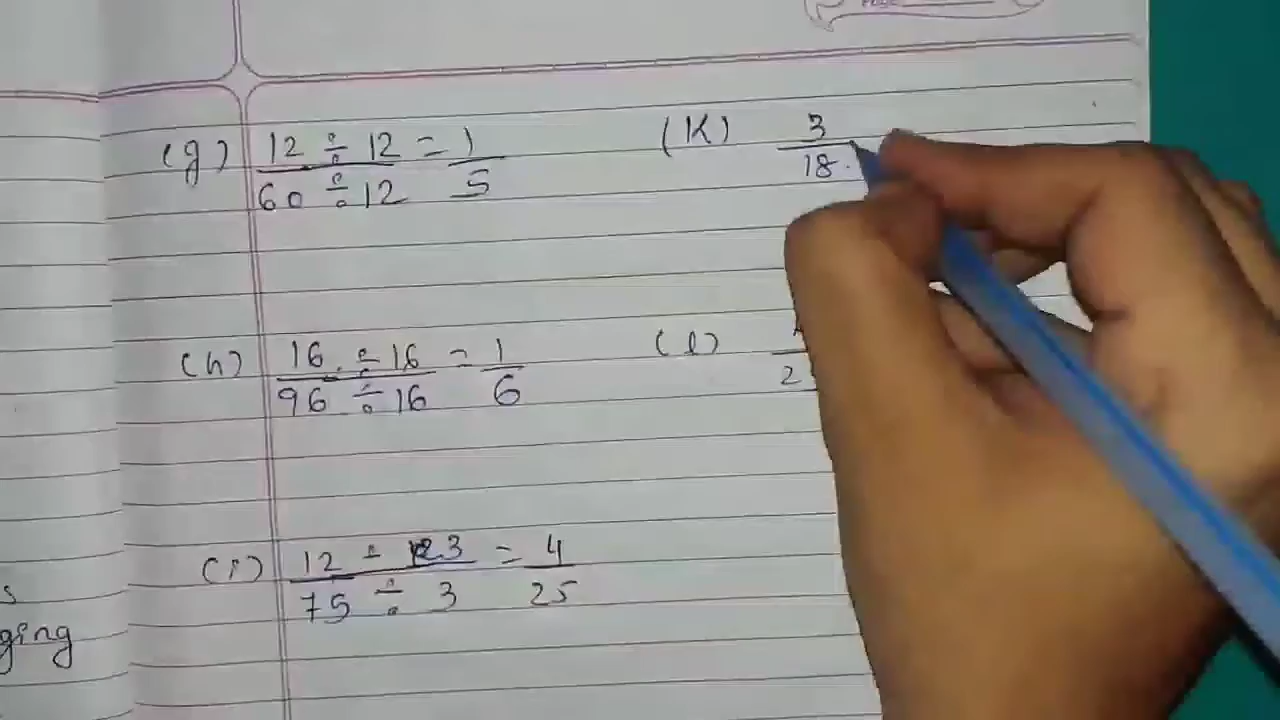 (g) 12 ÷ 12 = 1
60 ÷ 12 5
(K) 3
18.
(h) 16 ÷ 16 = 1
96 ÷ 16 6
(l)
2
(i) 12 ÷ 3 = 4
75 ÷ 3 25
s
ging